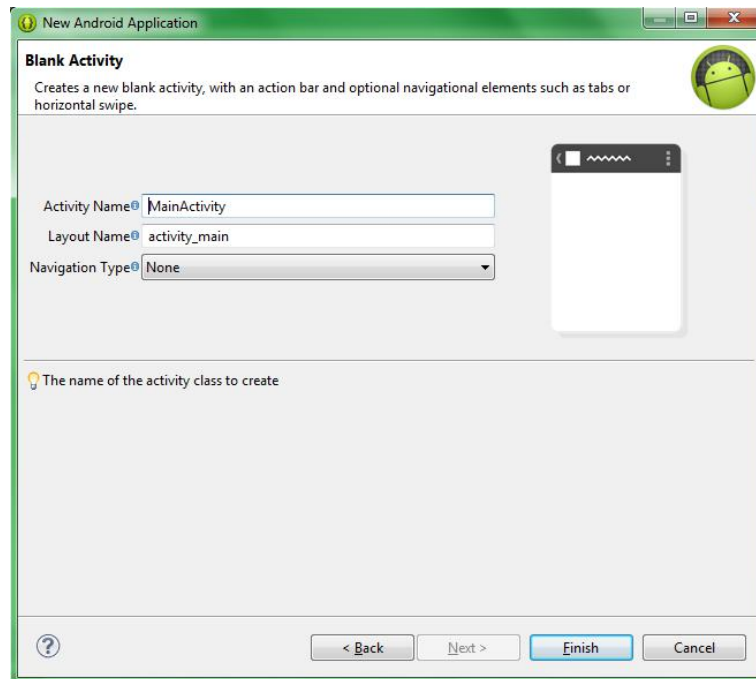 New Android Application
Blank Activity
Creates a new blank activity, with an action bar and optional navigational elements such as tabs or
horizontal swipe.
Activity Name MainActivity
Layout Name activity_main
Navigation Type None
The name of the activity class to create
< Back Next > Finish Cancel